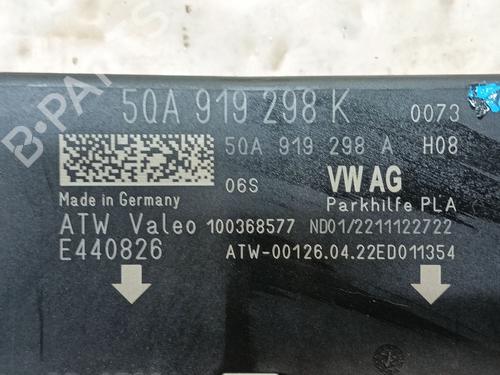 B-PARTS
5QA 919 298 K 0073
5QA 919 298 A H08
06S VW AG
Made in Germany Parkhilfe PLA
ATW Valeo 100368577 ND01/2211122722
E440826 ATW-00126.04.22ED011354